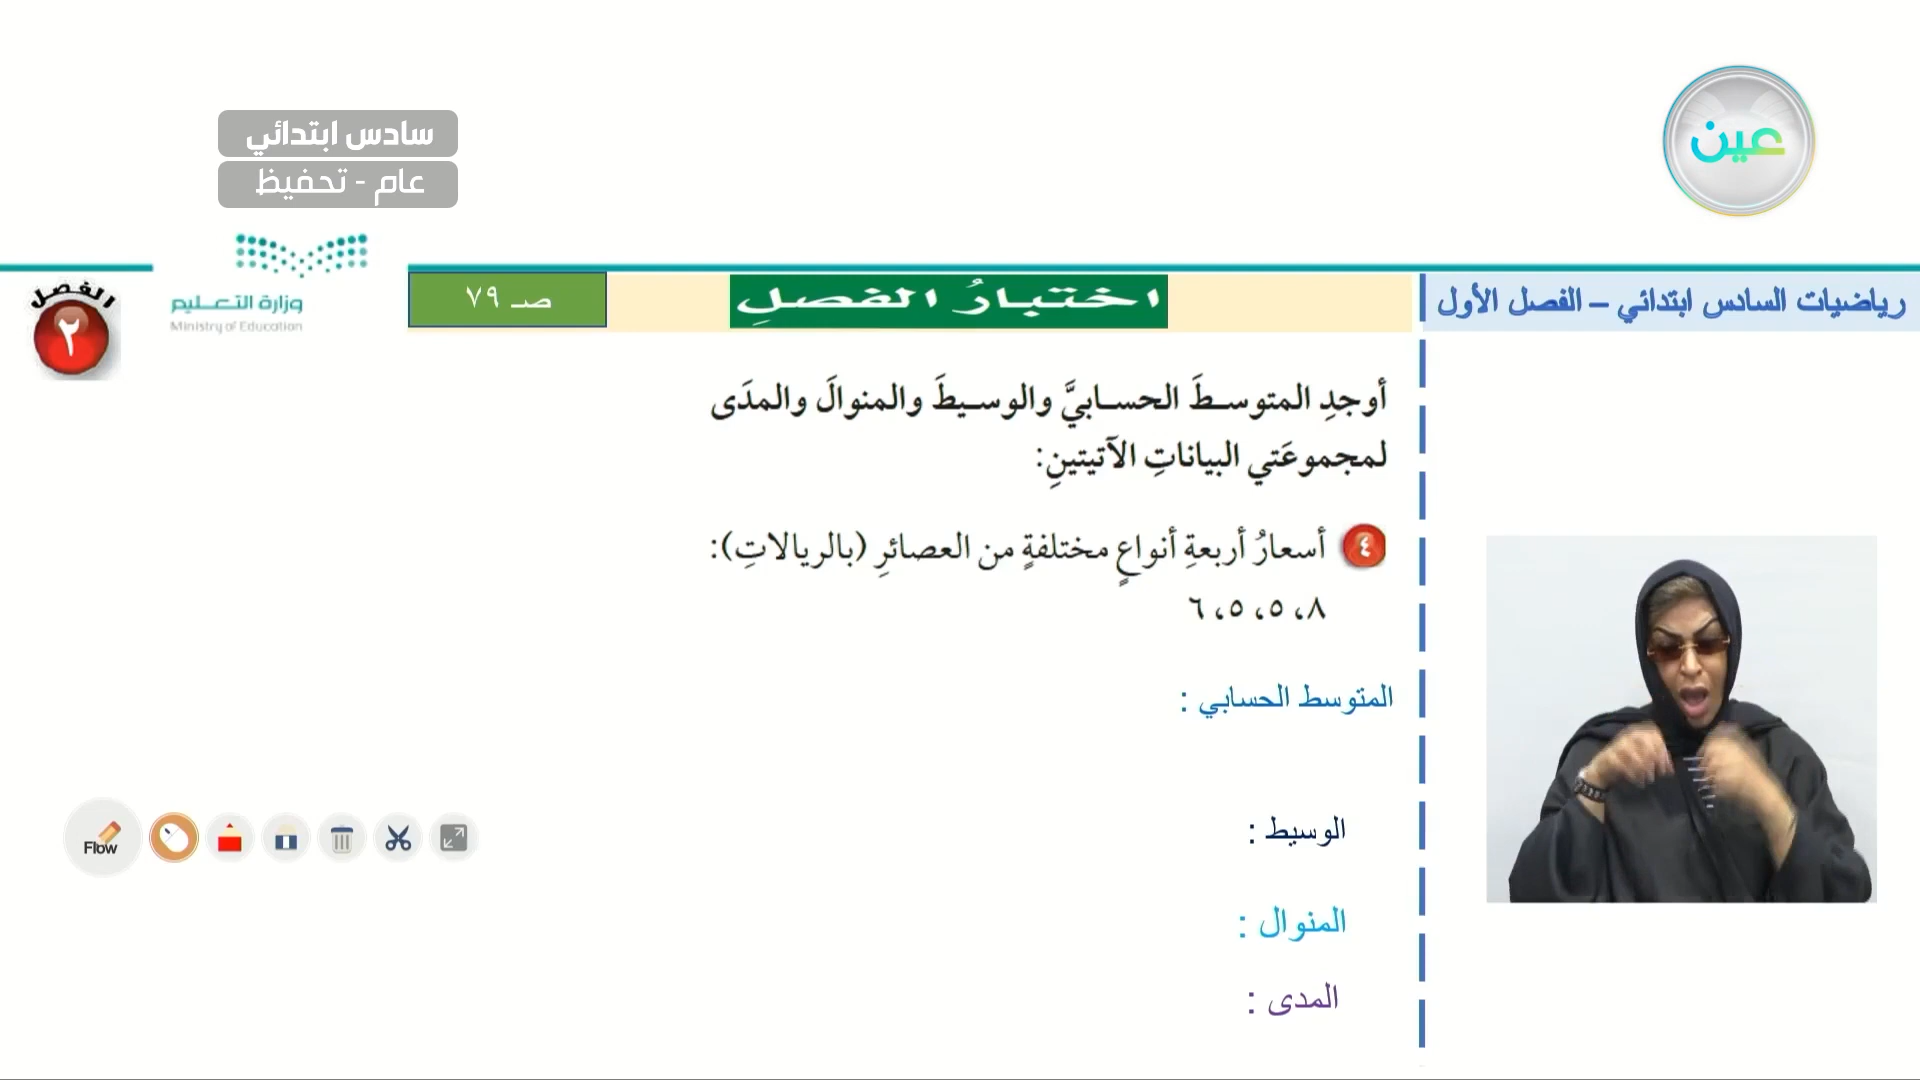 عين
سادس ابتدائي
عام - تحفيظ
رياضيات السادس ابتدائي – الفصل الأول
اختبارُ الفصلِ
صـ ٧٩
وزارة التعليم
Ministry of Education
الفصل
٢
أوجدِ المتوسطَ الحسابيَّ والوسيطَ والمنوالَ والمدَى
لمجموعَتي البياناتِ الآتيتينِ:
٤ أسعارُ أربعةِ أنواعٍ مختلفةٍ من العصائرِ (بالريالاتِ):
٨، ٥، ٥، ٦
المتوسط الحسابي :
الوسيط :
المنوال :
المدى :
Flow